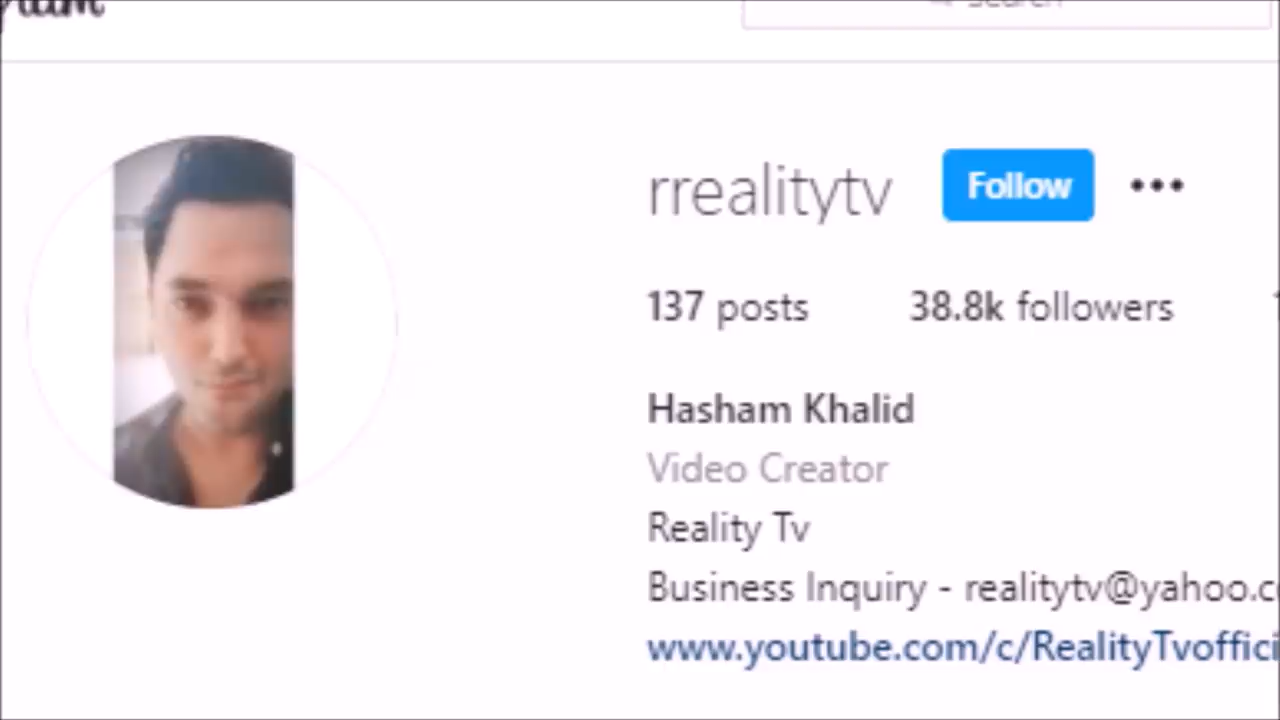 rrealitytv Follow
137 posts 38.8k followers
Hasham Khalid
Video Creator
Reality Tv
Business Inquiry - realitytv@yahoo.c
www.youtube.com/c/RealityTvoffici